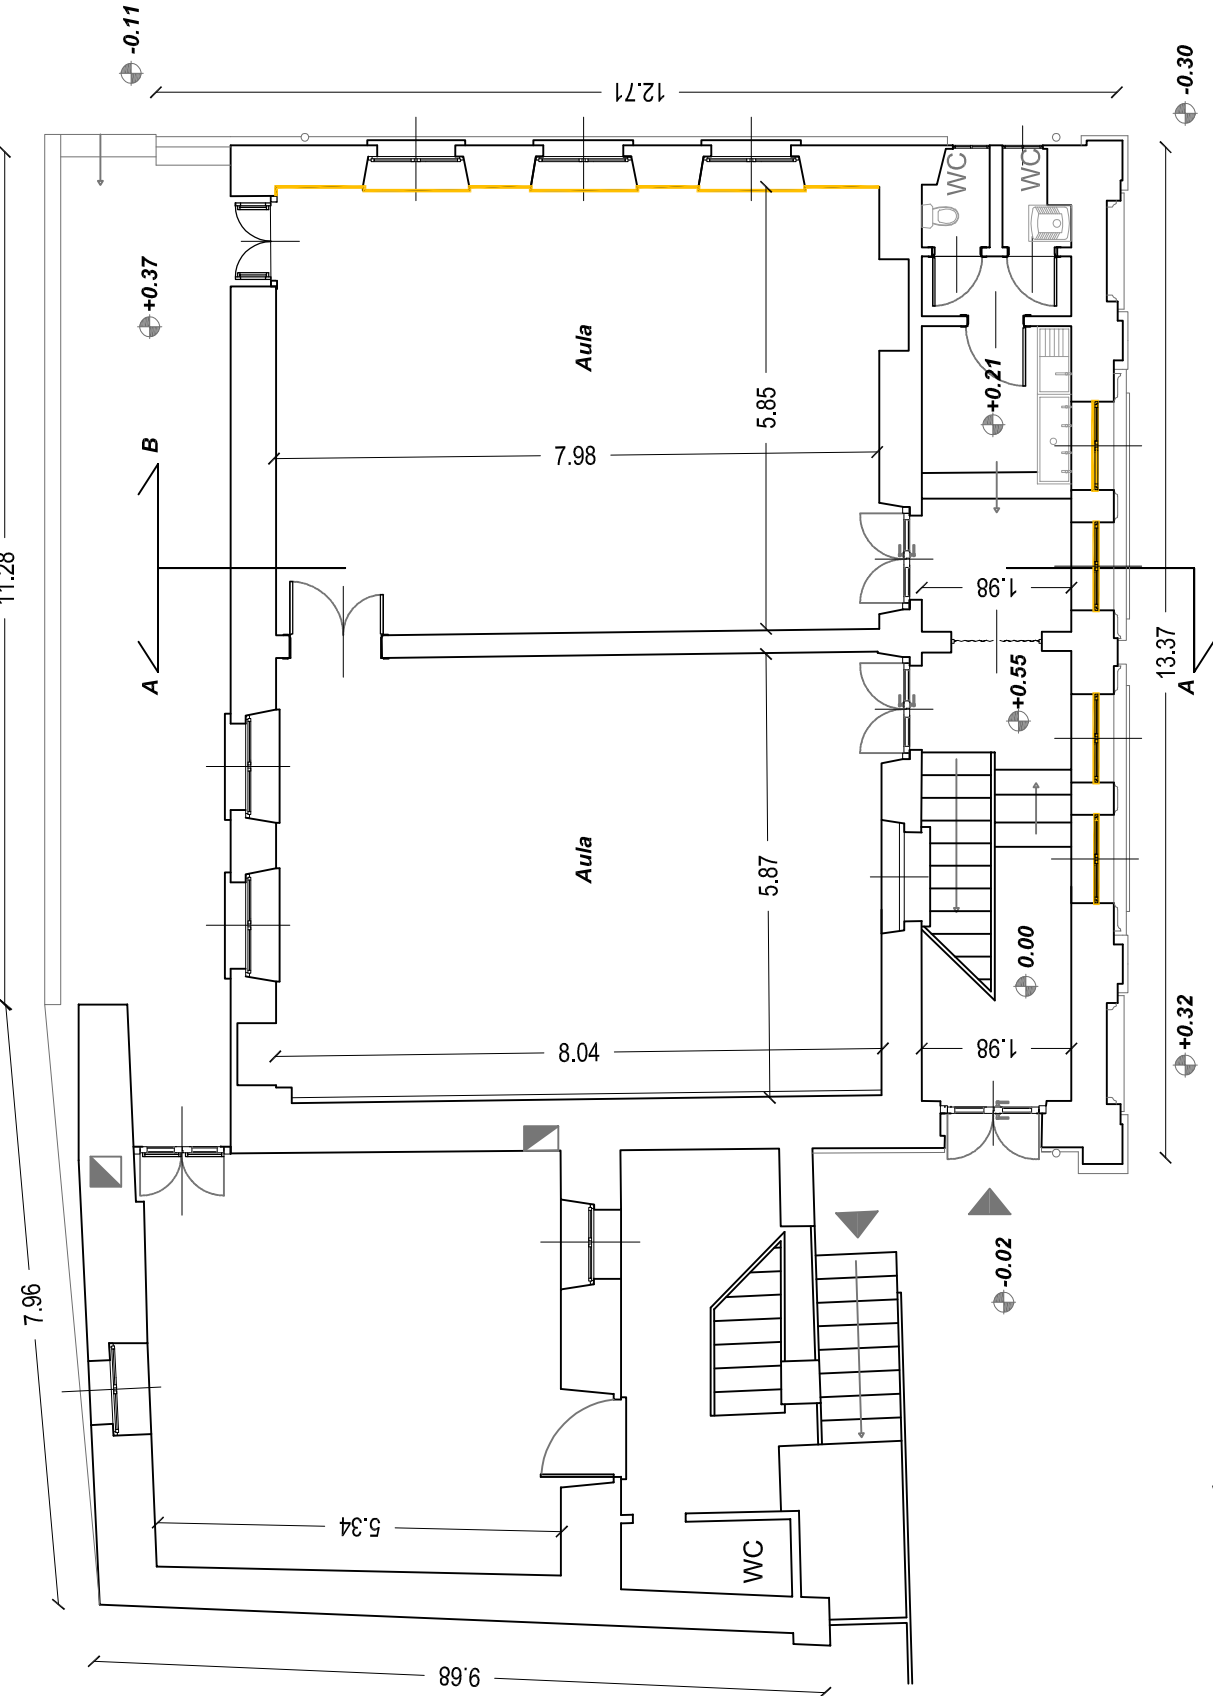 -0.11
12.71
-0.30
WC
WC
+0.37
Aula
+0.21
5.85
B
7.98
11.28
1.98
A
+0.55
13.37
A
Aula
5.87
0.00
8.04
1.98
+0.32
-0.02
7.96
5.34
WC
9.68